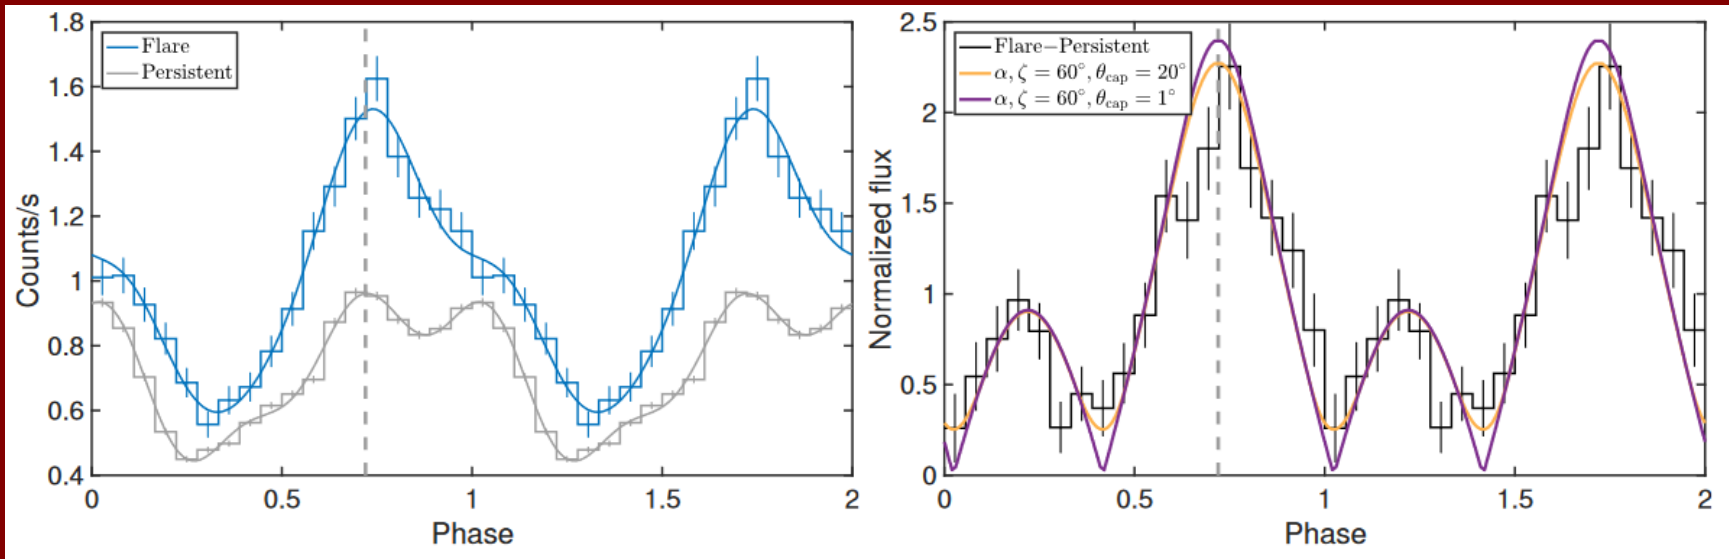 1.8
1.6
1.4
1.2
1
0.8
0.6
0.4
Counts/s
Flare
Persistent
0
0.5
1
1.5
2
Phase
2.5
2
1.5
1
0.5
0
Normalized flux
Flare−Persistent
α, ζ = 60°, θcap = 20°
α, ζ = 60°, θcap = 1°
0
0.5
1
1.5
2
Phase